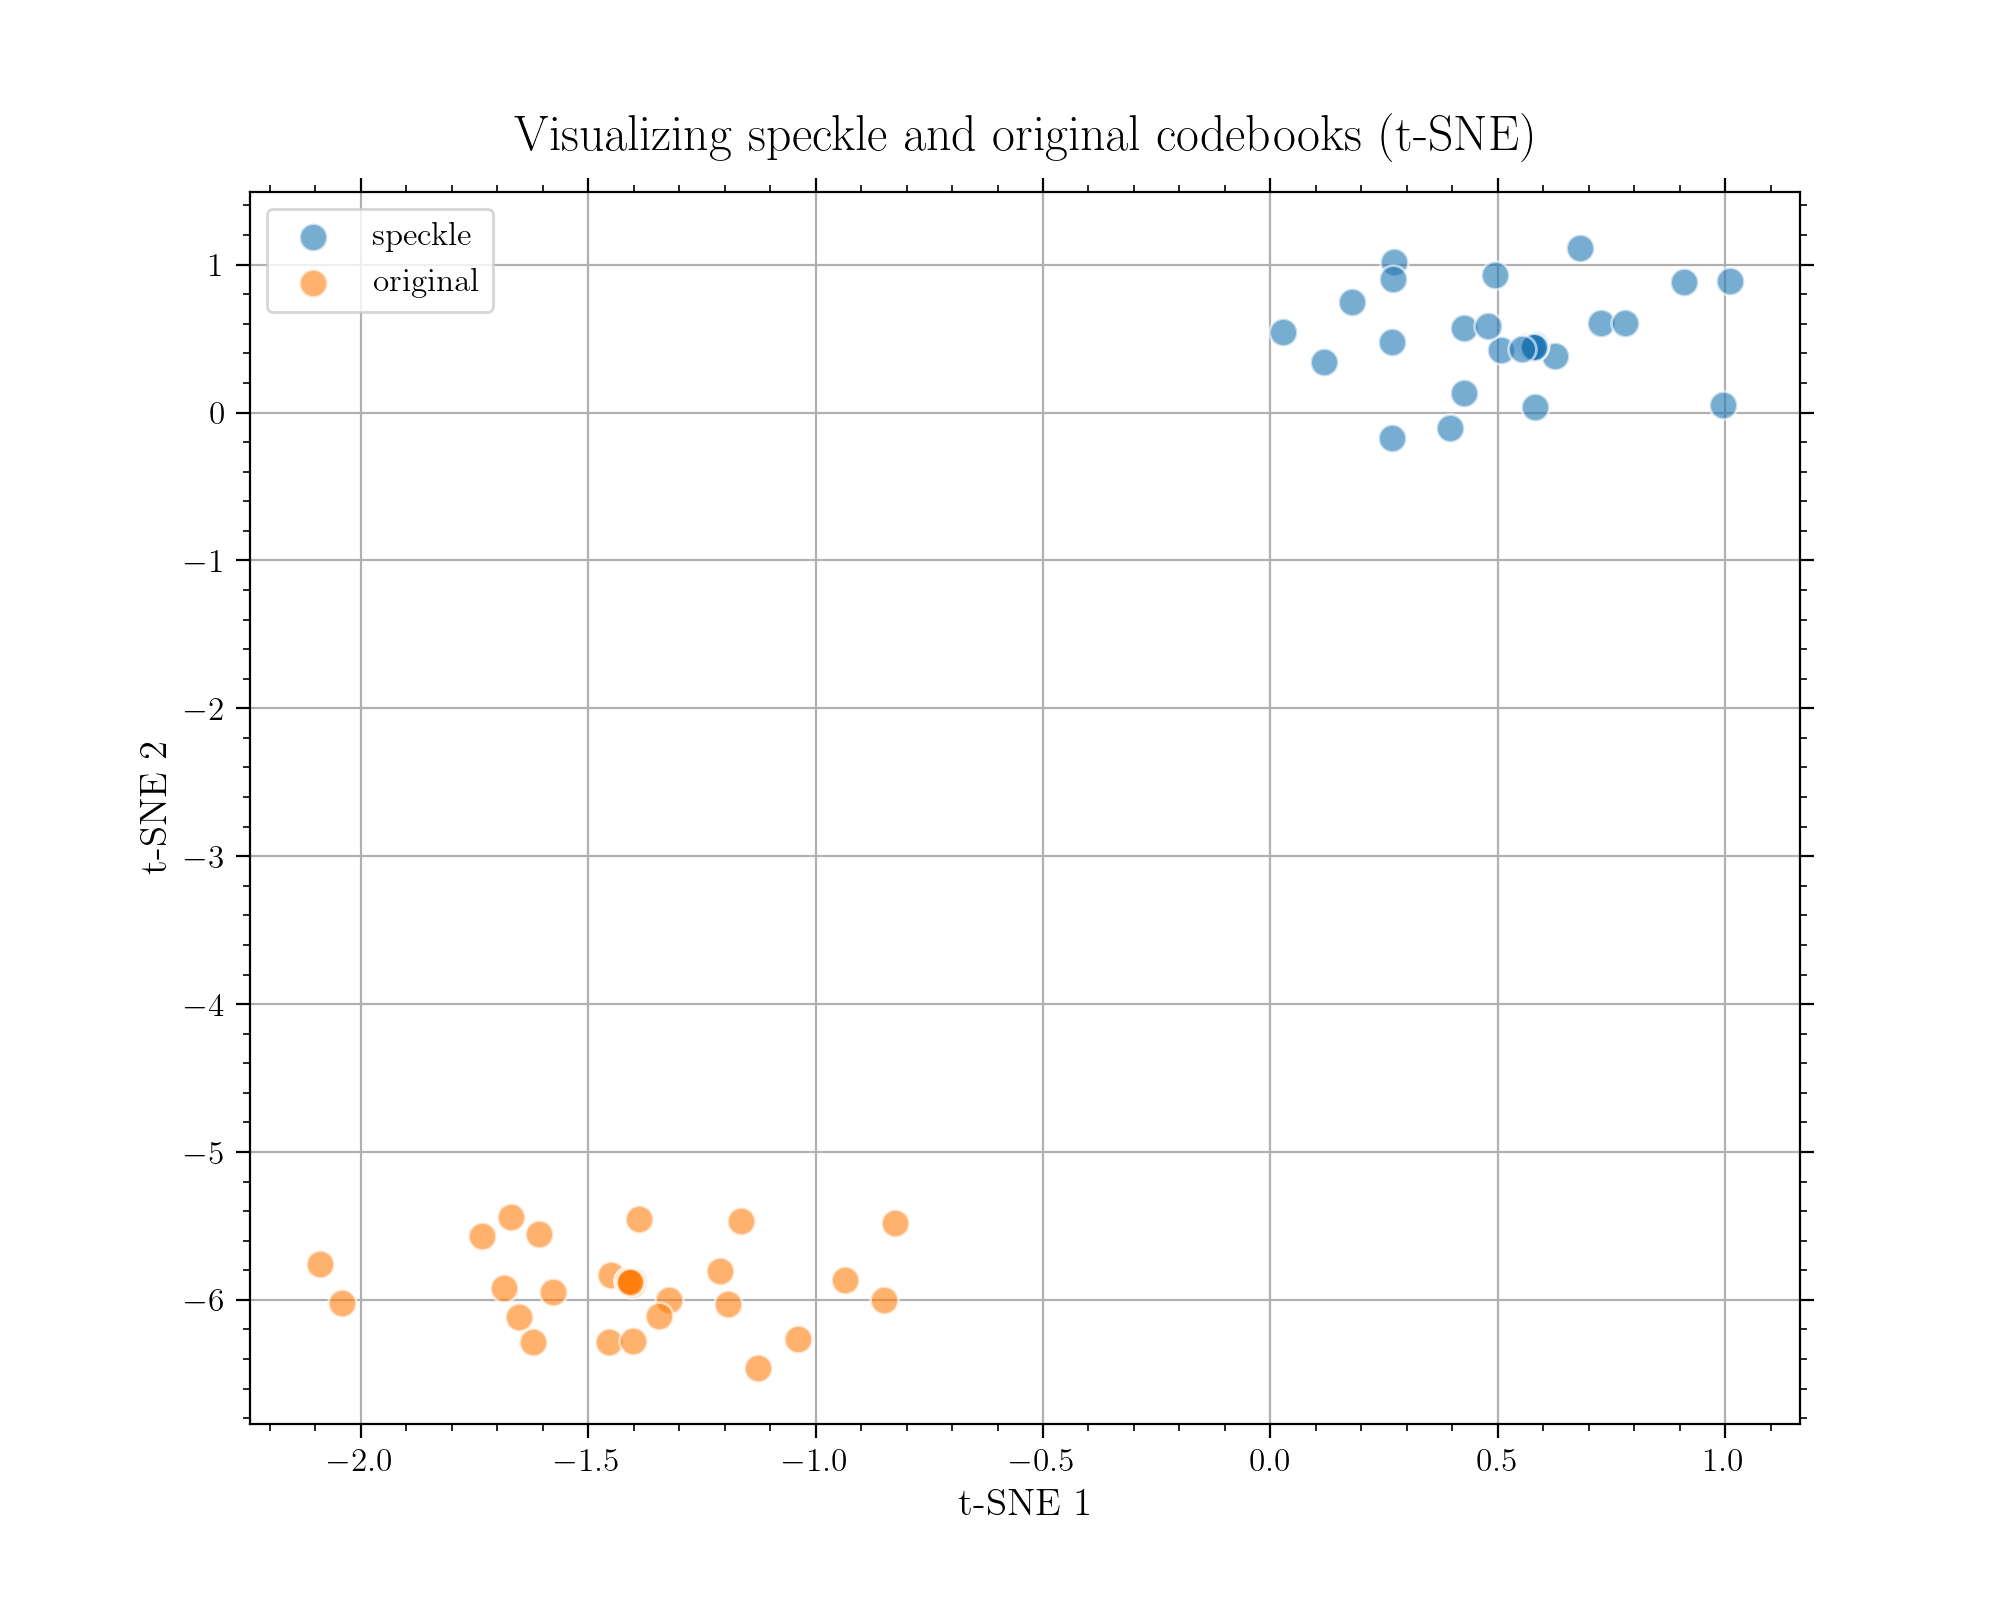 Visualizing speckle and original codebooks (t-SNE)
speckle
original
1
0
−1
−2
−3
−4
−5
−6
t-SNE 2
−2.0 −1.5 −1.0 −0.5 0.0 0.5 1.0
t-SNE 1